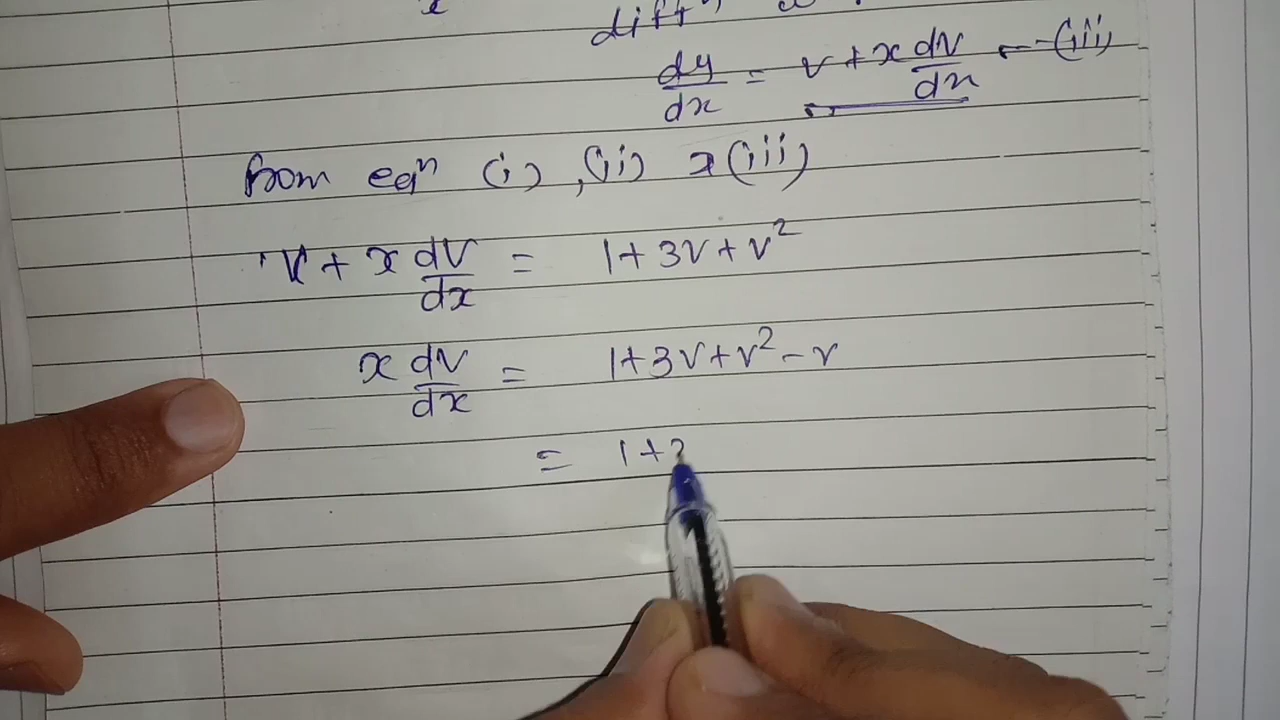 x
diffⁿ
dy/dx = v + x dv/dx ← (iii)
from eqⁿ (i), (ii) & (iii)
v + x dv/dx = 1 + 3v + v²
x dv/dx = 1 + 3v + v² - v
= 1 + 2